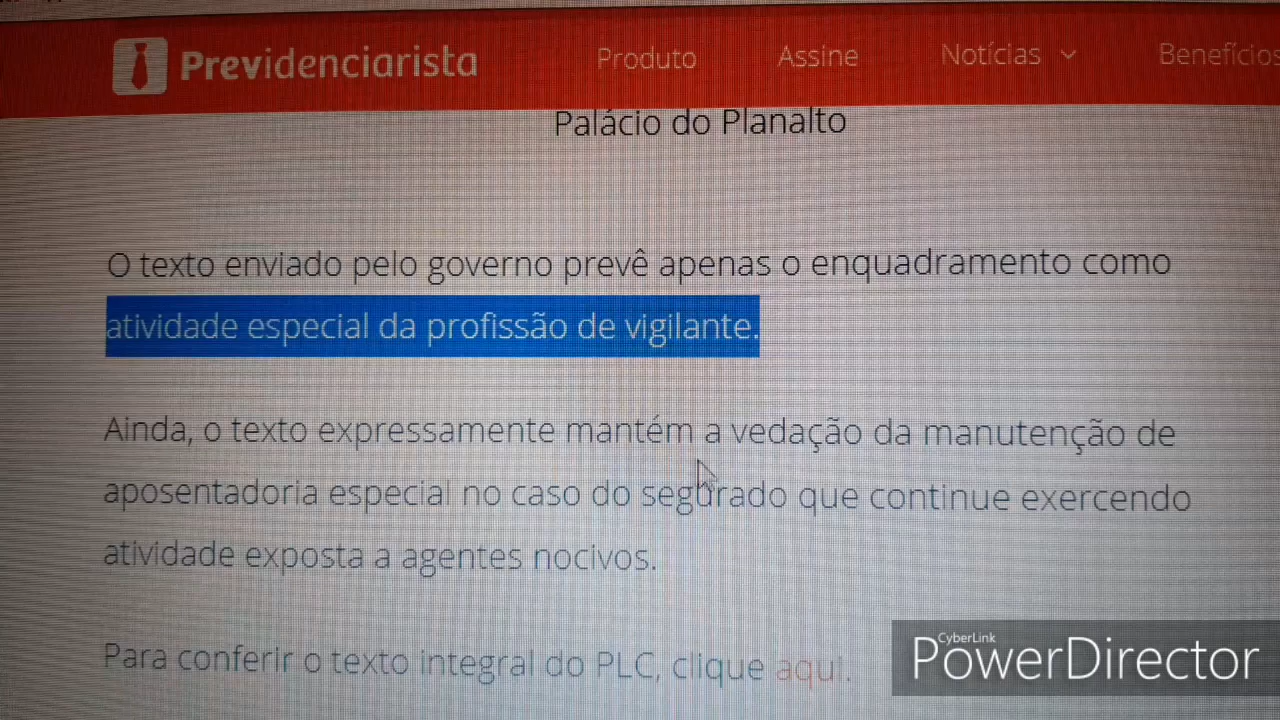 Previdenciarista Produto Assine Notícias Benefícios
Palácio do Planalto
O texto enviado pelo governo prevê apenas o enquadramento como
atividade especial da profissão de vigilante.
Ainda, o texto expressamente mantém a vedação da manutenção de
aposentadoria especial no caso do segurado que continue exercendo
atividade exposta a agentes nocivos.
Para conferir o texto integral do PLC, clique aqui.
CyberLink
PowerDirector